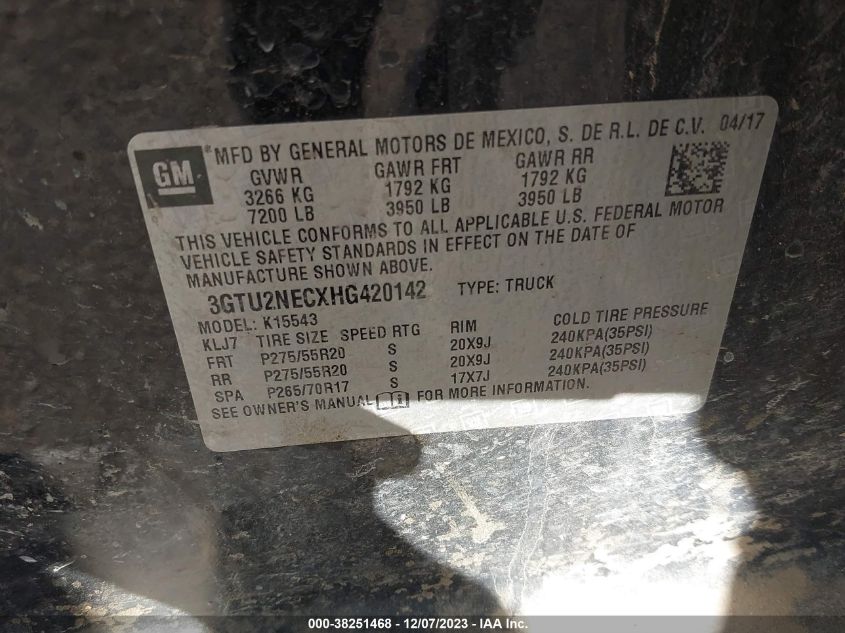 GM
MFD BY GENERAL MOTORS DE MEXICO, S. DE R.L. DE C.V. 04/17
GVWR GAWR FRT GAWR RR
3266 KG 1792 KG 1792 KG
7200 LB 3950 LB 3950 LB
THIS VEHICLE CONFORMS TO ALL APPLICABLE U.S. FEDERAL MOTOR
VEHICLE SAFETY STANDARDS IN EFFECT ON THE DATE OF
MANUFACTURE SHOWN ABOVE.
3GTU2NECXHG420142 TYPE: TRUCK
MODEL: K15543
KLJ7 TIRE SIZE SPEED RTG RIM COLD TIRE PRESSURE
FRT P275/55R20 S 20X9J 240KPA(35PSI)
RR P275/55R20 S 20X9J 240KPA(35PSI)
SPA P265/70R17 S 17X7J 240KPA(35PSI)
SEE OWNER'S MANUAL FOR MORE INFORMATION.
000-38251468 - 12/07/2023 - IAA Inc.